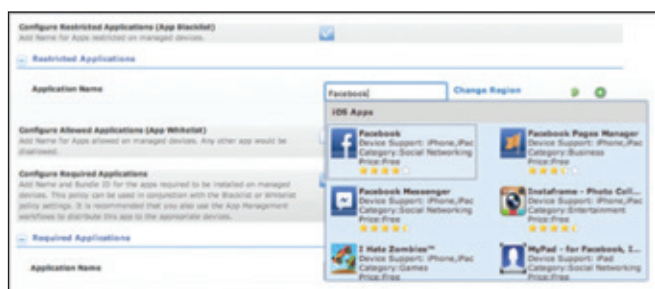 Configure Restricted Applications (App Blacklist)
Add Name for Apps restricted on managed devices.
Restricted Applications
Application Name
Facebook
Change Region
iOS Apps
Facebook
Device Support: iPhone,iPad
Category:Social Networking
Price:Free
Facebook Pages Manager
Device Support: iPhone,iPad
Category:Business
Price:Free
Configure Allowed Applications (App Whitelist)
Add Name for Apps allowed on managed devices. Any other app would be
disallowed.
Configure Required Applications
Add Name and Bundle ID for the apps required to be installed on managed
devices. This policy can be used in conjunction with the Blacklist or Whitelist
policy settings. It is recommended that you also use the App Management
workflows to distribute this app to the appropriate devices.
Facebook Messenger
Device Support: iPhone,iPad
Category:Social Networking
Price:Free
Instaframe - Photo Coll...
Device Support: iPhone,iPad
Category:Entertainment
Price:Free
Required Applications
Application Name
I Hate Zombies™
Device Support: iPhone,iPad
Category:Games
Price:Free
MyPad - for Facebook, I...
Device Support: iPad
Category:Social Networking
Price:Free